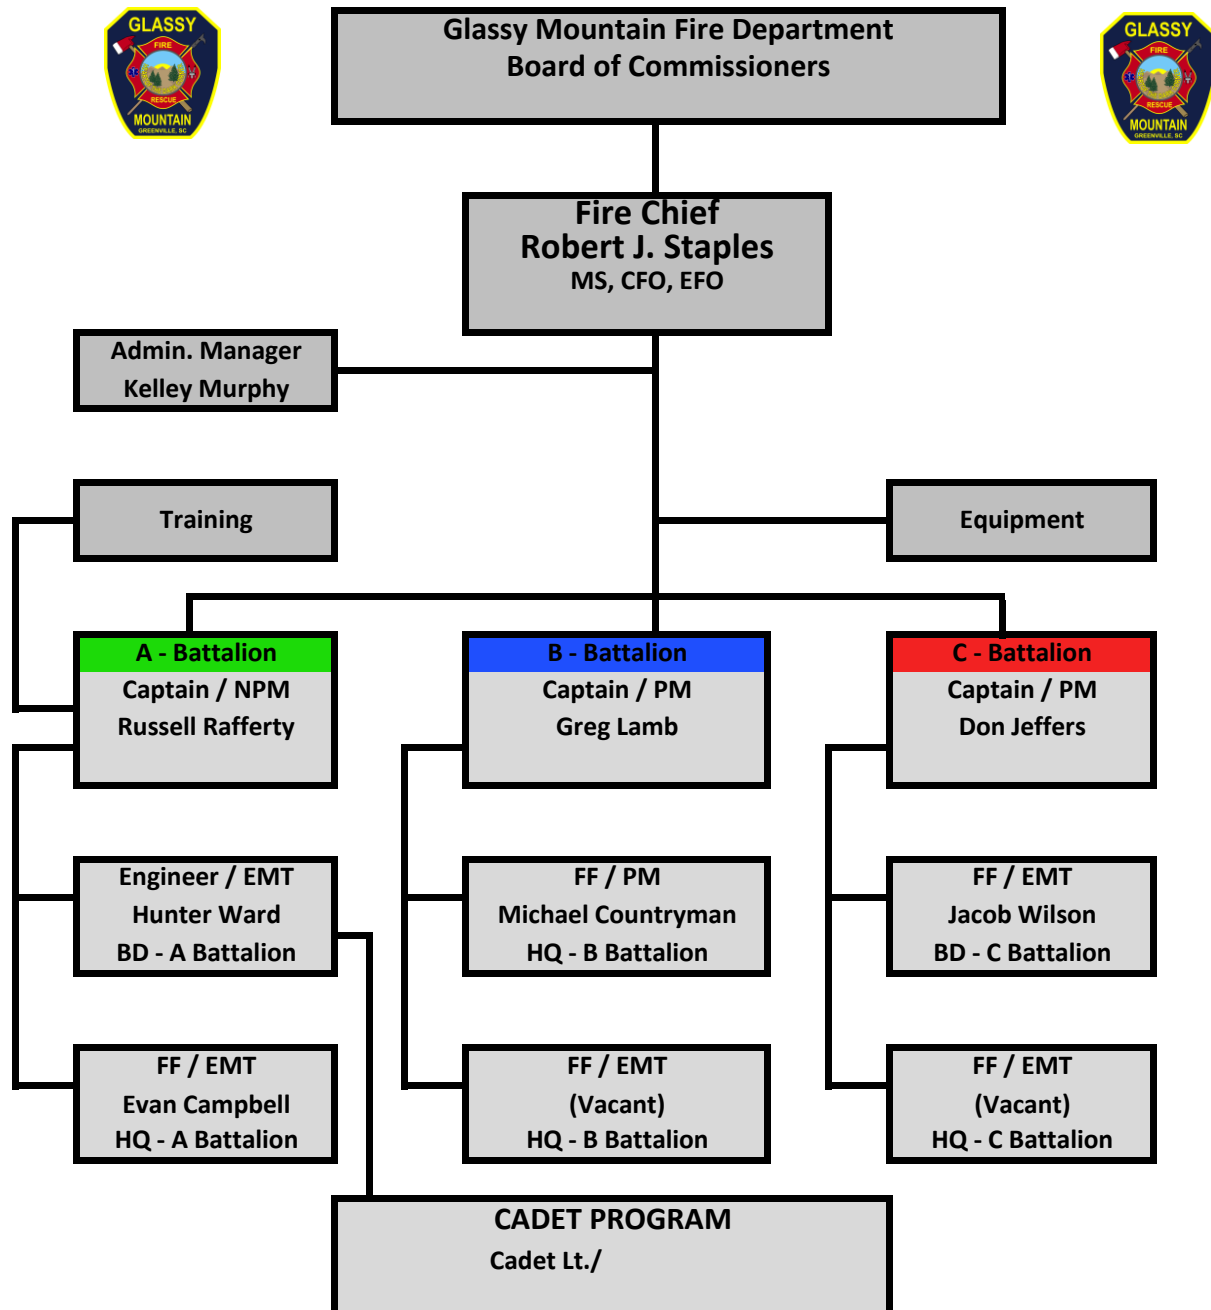 GLASSY
FIRE
RESCUE
MOUNTAIN
GREENVILLE, SC
Glassy Mountain Fire Department
Board of Commissioners
GLASSY
FIRE
RESCUE
MOUNTAIN
GREENVILLE, SC
Fire Chief
Robert J. Staples
MS, CFO, EFO
Admin. Manager
Kelley Murphy
Training
Equipment
A - Battalion
Captain / NPM
Russell Rafferty
B - Battalion
Captain / PM
Greg Lamb
C - Battalion
Captain / PM
Don Jeffers
Engineer / EMT
Hunter Ward
BD - A Battalion
FF / PM
Michael Countryman
HQ - B Battalion
FF / EMT
Jacob Wilson
BD - C Battalion
FF / EMT
Evan Campbell
HQ - A Battalion
FF / EMT
(Vacant)
HQ - B Battalion
FF / EMT
(Vacant)
HQ - C Battalion
CADET PROGRAM
Cadet Lt./